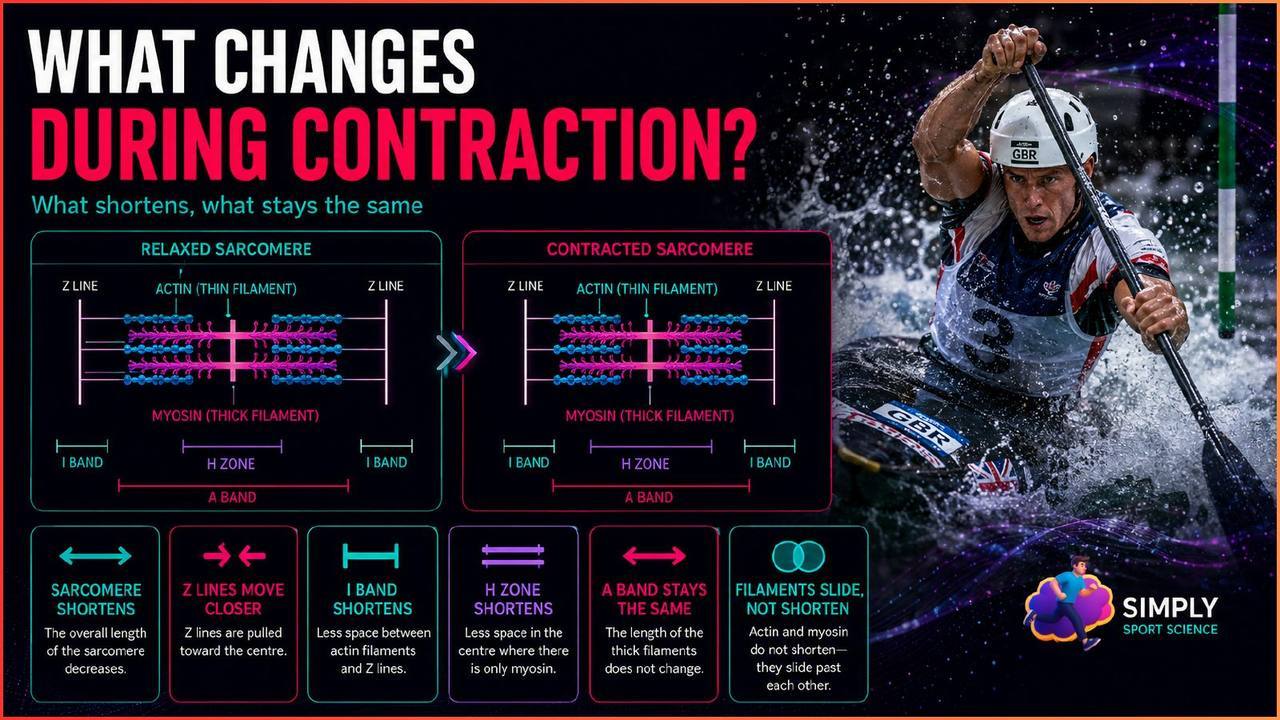 WHAT CHANGES
DURING CONTRACTION?
What shortens, what stays the same
RELAXED SARCOMERE
Z LINE
ACTIN (THIN FILAMENT)
Z LINE
MYOSIN (THICK FILAMENT)
I BAND
H ZONE
I BAND
A BAND
CONTRACTED SARCOMERE
Z LINE
ACTIN (THIN FILAMENT)
Z LINE
MYOSIN (THICK FILAMENT)
I BAND
H ZONE
I BAND
A BAND
SARCOMERE
SHORTENS
The overall length
of the sarcomere
decreases.
Z LINES MOVE
CLOSER
Z lines are pulled
toward the centre.
I BAND
SHORTENS
Less space between
actin filaments
and Z lines.
H ZONE
SHORTENS
Less space in the
centre where there
is only myosin.
A BAND STAYS
THE SAME
The length of the
thick filaments
does not change.
FILAMENTS SLIDE,
NOT SHORTEN
Actin and myosin
do not shorten—
they slide past
each other.
GBR
3
GBR
SIMPLY
SPORT SCIENCE